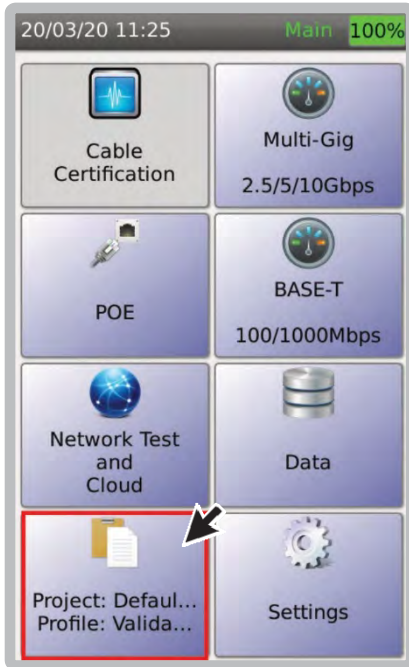 20/03/20 11:25 Main 100%
Cable
Certification
Multi-Gig
2.5/5/10Gbps
POE
BASE-T
100/1000Mbps
Network Test
and
Cloud
Data
Project: Defaul...
Profile: Valida...
Settings